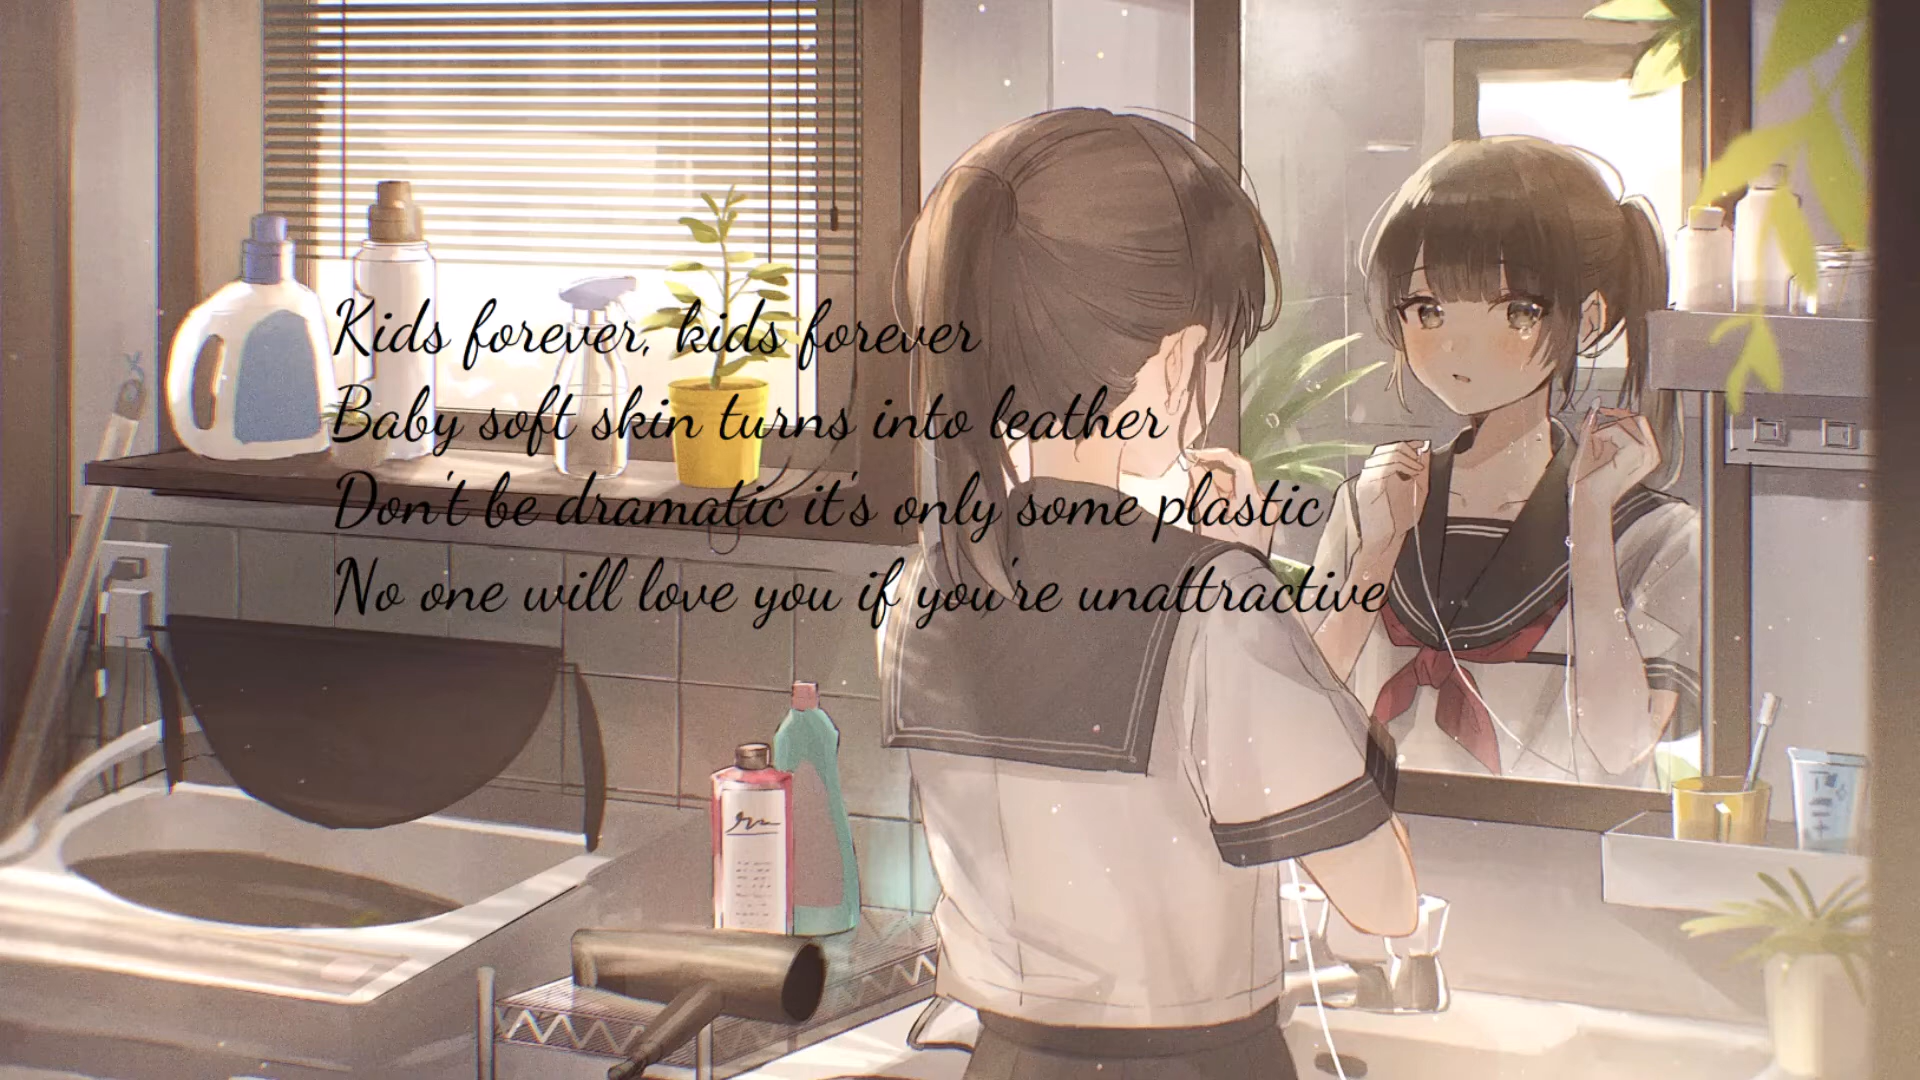 Kids forever, kids forever
Baby soft skin turns into leather
Don't be dramatic it's only some plastic
No one will love you if you're unattractive